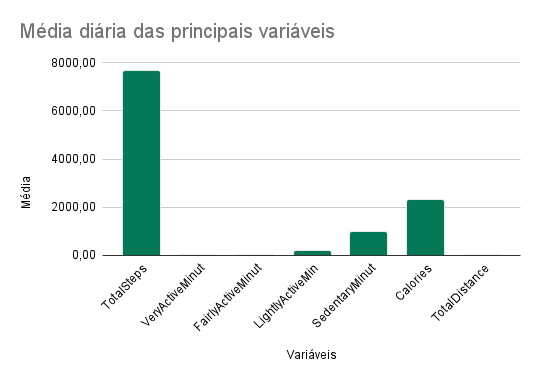 Média diária das principais variáveis
8000,00
6000,00
4000,00
2000,00
0,00
Média
TotalSteps
VeryActiveMinut
FairlyActiveMinut
LightlyActiveMin
SedentaryMinut
Calories
TotalDistance
Variáveis